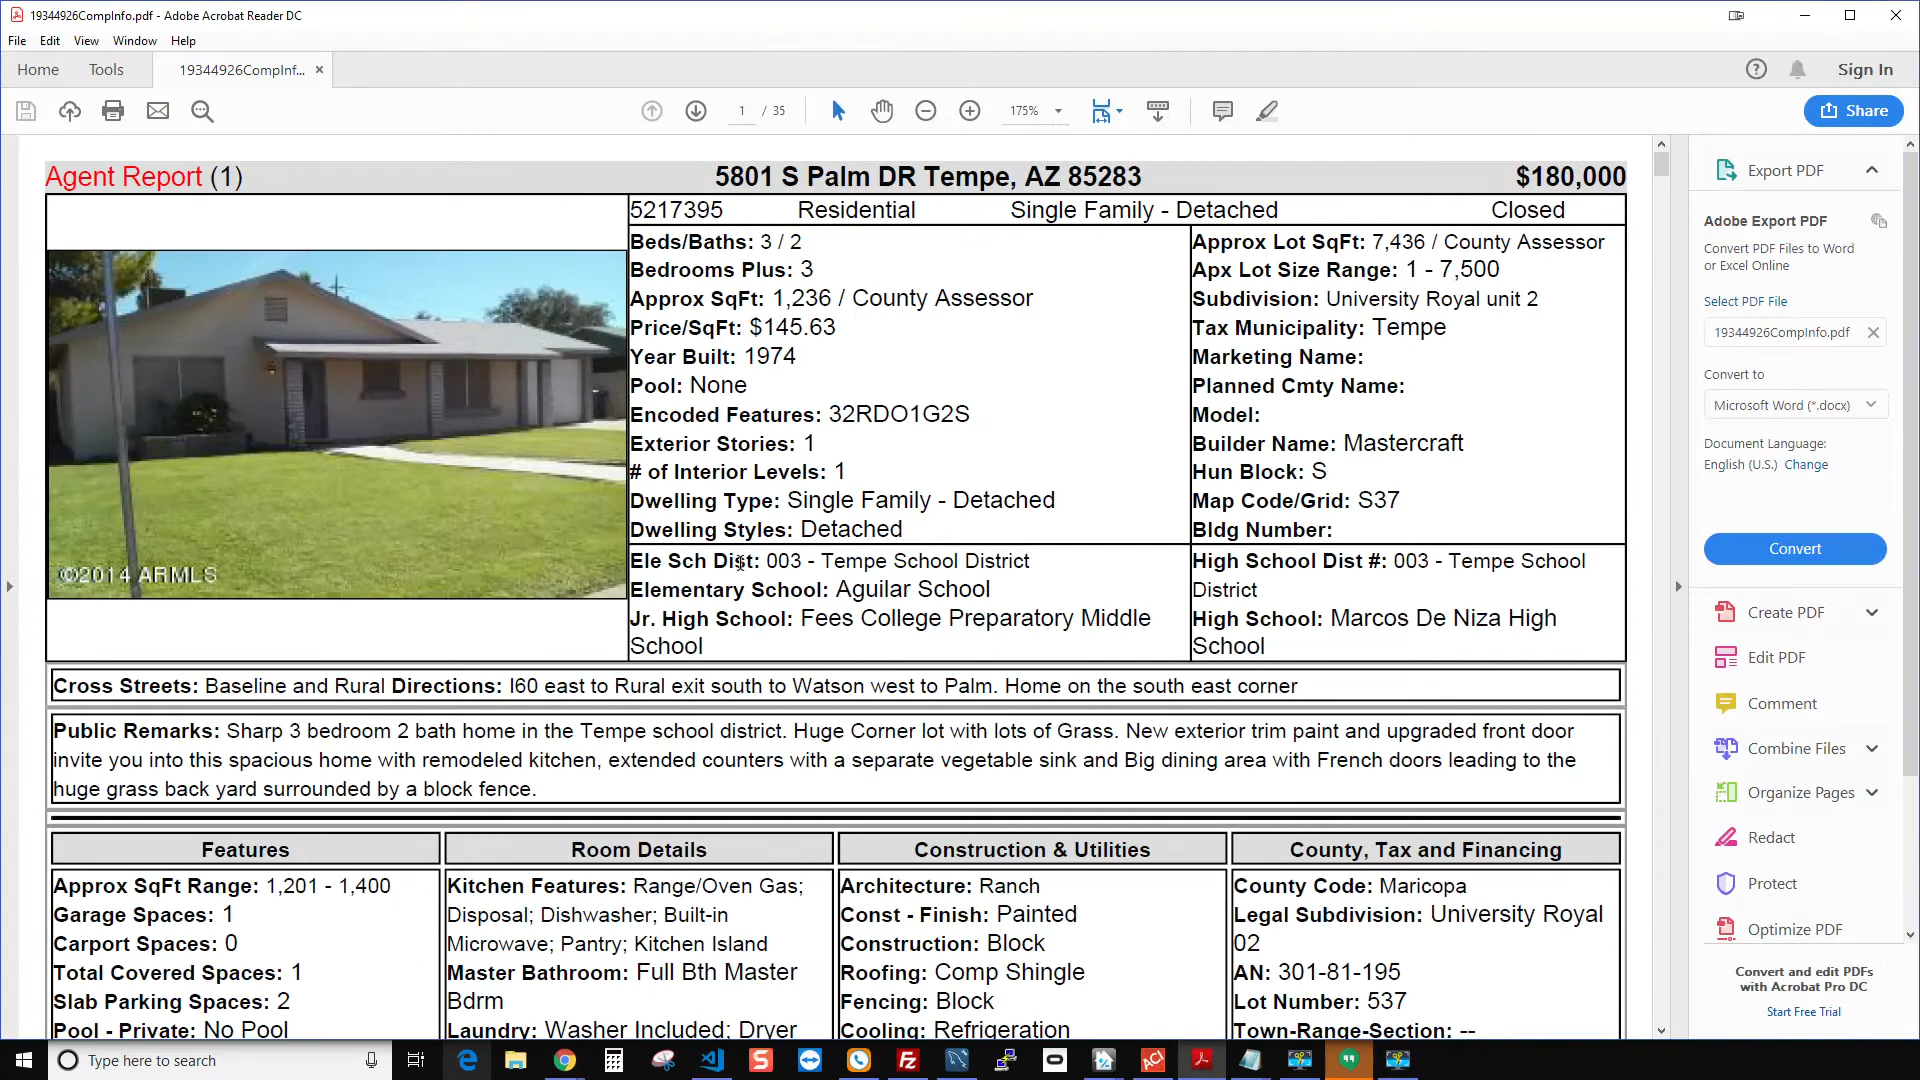 19344926CompInfo.pdf - Adobe Acrobat Reader DC
File Edit View Window Help
Home Tools 19344926CompInf... ×
Sign In
1 / 35
175%
Share
Agent Report (1) 5801 S Palm DR Tempe, AZ 85283 $180,000
5217395 Residential Single Family - Detached Closed
Beds/Baths: 3 / 2
Bedrooms Plus: 3
Approx SqFt: 1,236 / County Assessor
Price/SqFt: $145.63
Year Built: 1974
Pool: None
Encoded Features: 32RDO1G2S
Exterior Stories: 1
# of Interior Levels: 1
Dwelling Type: Single Family - Detached
Dwelling Styles: Detached
Approx Lot SqFt: 7,436 / County Assessor
Apx Lot Size Range: 1 - 7,500
Subdivision: University Royal unit 2
Tax Municipality: Tempe
Marketing Name:
Planned Cmty Name:
Model:
Builder Name: Mastercraft
Hun Block: S
Map Code/Grid: S37
Bldg Number:
©2014 ARMLS
Ele Sch Dist: 003 - Tempe School District
Elementary School: Aguilar School
Jr. High School: Fees College Preparatory Middle
School
High School Dist #: 003 - Tempe School
District
High School: Marcos De Niza High
School
Cross Streets: Baseline and Rural Directions: I60 east to Rural exit south to Watson west to Palm. Home on the south east corner
Public Remarks: Sharp 3 bedroom 2 bath home in the Tempe school district. Huge Corner lot with lots of Grass. New exterior trim paint and upgraded front door
invite you into this spacious home with remodeled kitchen, extended counters with a separate vegetable sink and Big dining area with French doors leading to the
huge grass back yard surrounded by a block fence.
Features
Approx SqFt Range: 1,201 - 1,400
Garage Spaces: 1
Carport Spaces: 0
Total Covered Spaces: 1
Slab Parking Spaces: 2
Pool - Private: No Pool
Room Details
Kitchen Features: Range/Oven Gas;
Disposal; Dishwasher; Built-in
Microwave; Pantry; Kitchen Island
Master Bathroom: Full Bth Master
Bdrm
Laundry: Washer Included; Dryer
Construction & Utilities
Architecture: Ranch
Const - Finish: Painted
Construction: Block
Roofing: Comp Shingle
Fencing: Block
Cooling: Refrigeration
County, Tax and Financing
County Code: Maricopa
Legal Subdivision: University Royal
02
AN: 301-81-195
Lot Number: 537
Town-Range-Section: --
Export PDF
Adobe Export PDF
Convert PDF Files to Word
or Excel Online
Select PDF File
19344926CompInfo.pdf
Convert to
Microsoft Word (*.docx)
Document Language:
English (U.S.) Change
Convert
Create PDF
Edit PDF
Comment
Combine Files
Organize Pages
Redact
Protect
Optimize PDF
Convert and edit PDFs
with Acrobat Pro DC
Start Free Trial
Type here to search